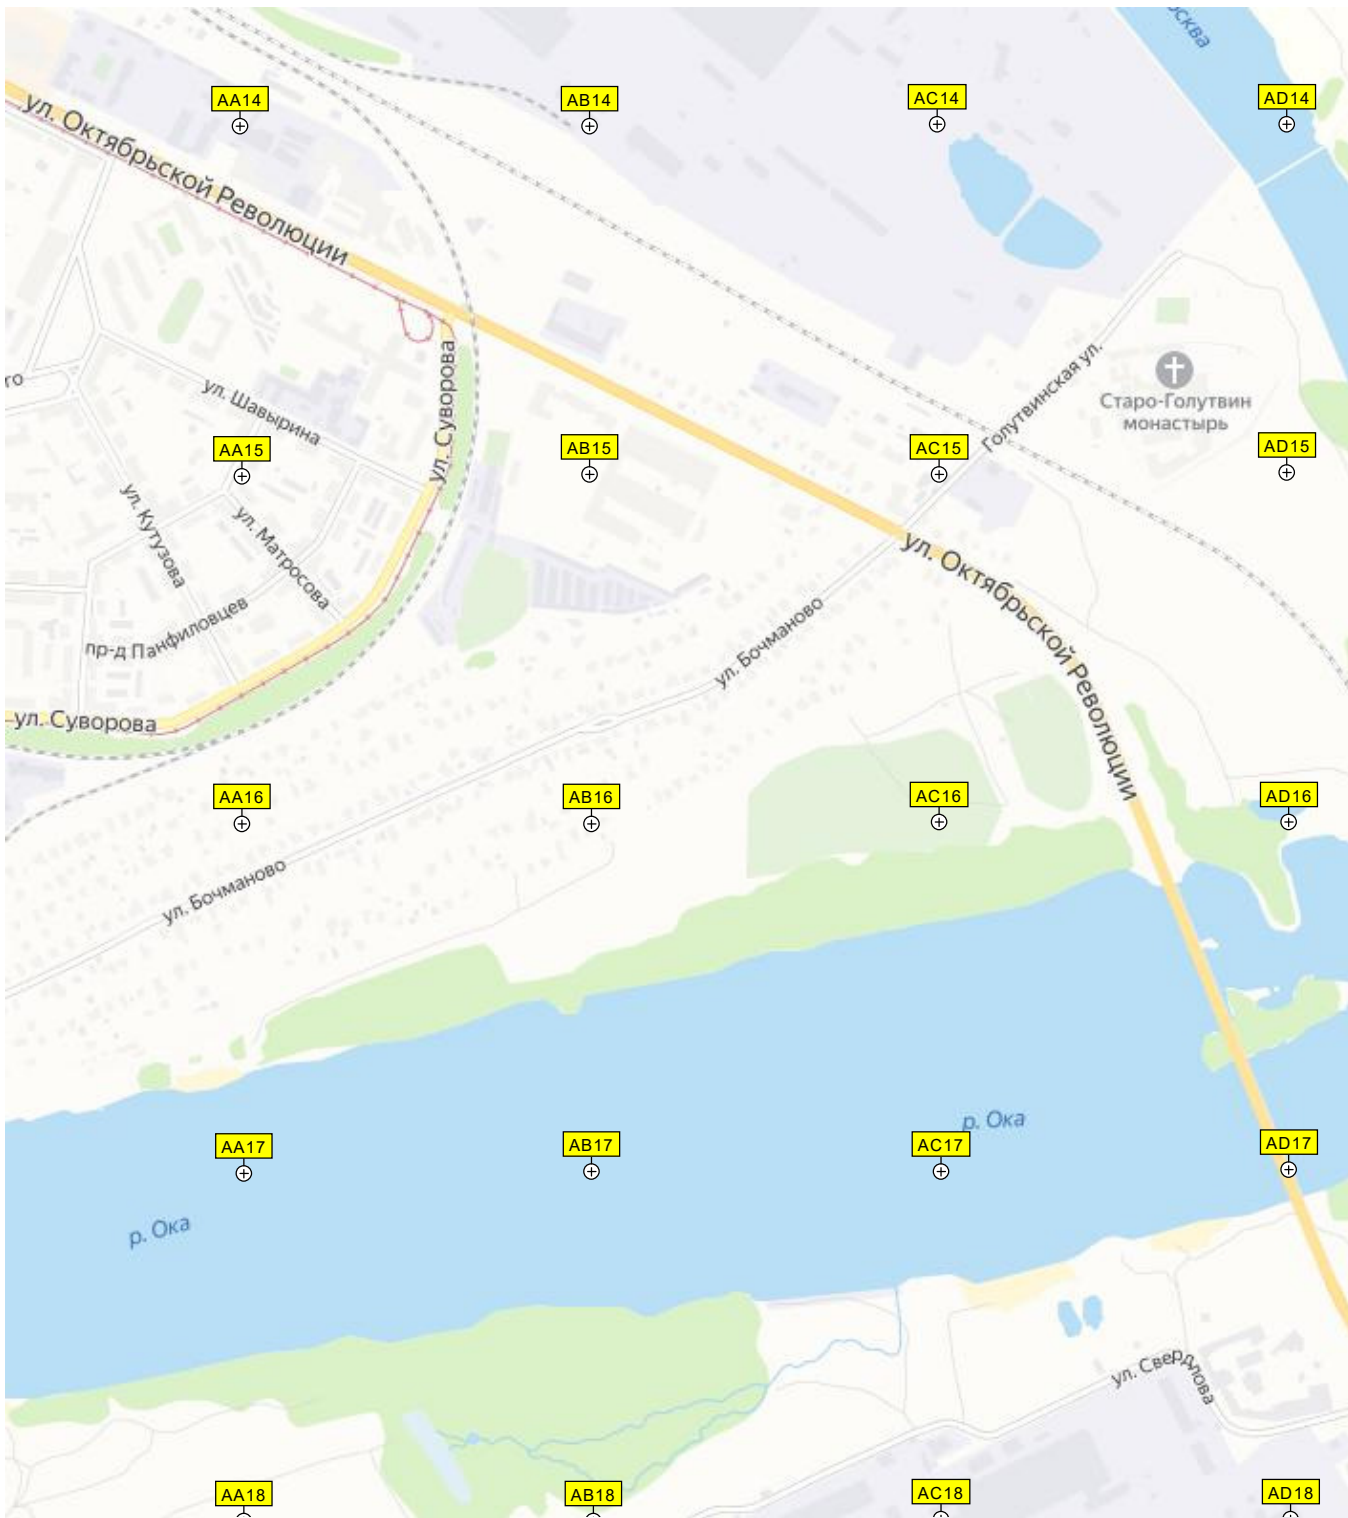 осква
AA14
AB14
AC14
AD14
ул. Октябрьской Революции
го
ул. Шавырина
ул. Суворова
Голутвинская ул.
Старо-Голутвин
монастырь
AA15
AB15
AC15
AD15
ул. Кутузова
ул. Матросова
ул. Октябрьской Революции
пр-д Панфиловцев
ул. Бочманово
ул. Суворова
AA16
AB16
AC16
AD16
ул. Бочманово
р. Ока
AA17
AB17
AC17
AD17
р. Ока
ул. Свердлова
AA18
AB18
AC18
AD18